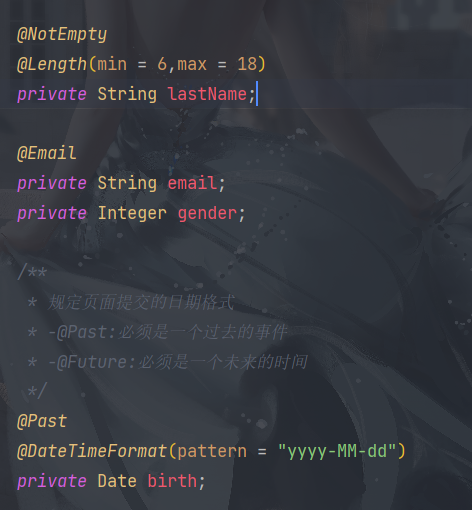 @NotEmpty
@Length(min = 6,max = 18)
private String lastName;
@Email
private String email;
private Integer gender;
/**
 * 规定页面提交的日期格式
 * -@Past:必须是一个过去的事件
 * -@Future:必须是一个未来的时间
 */
@Past
@DateTimeFormat(pattern = "yyyy-MM-dd")
private Date birth;